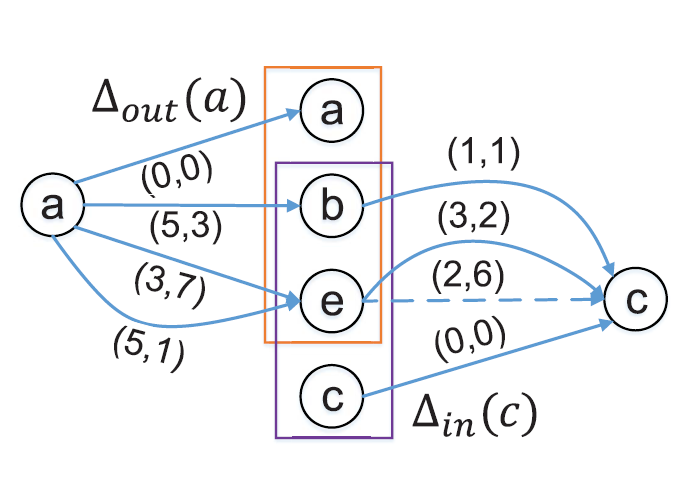 Δout(a)
a
(0,0)
(1,1)
a
b
(5,3)
(3,2)
(3,7)
e
(2,6)
c
(5,1)
(0,0)
c
Δin(c)